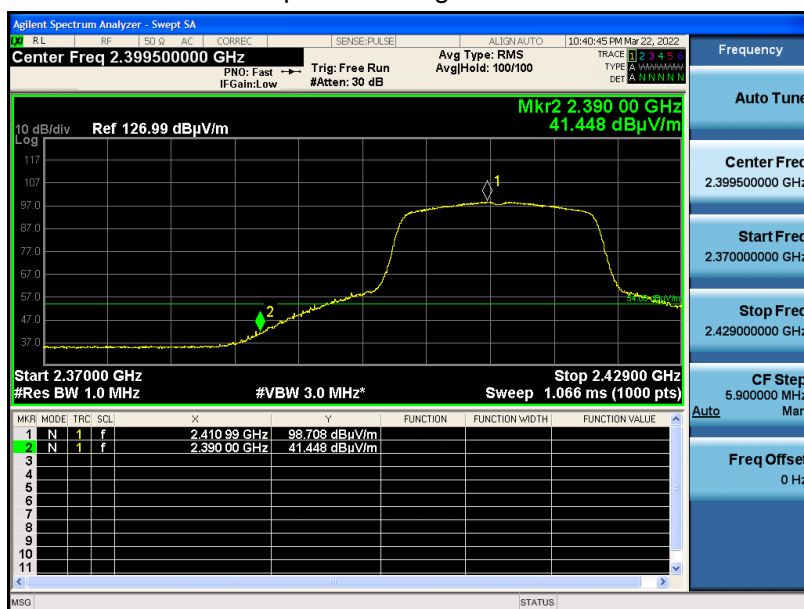 Agilent Spectrum Analyzer - Swept SA
LXI RL RF 50 Ω AC CORREC SENSE:PULSE ALIGN AUTO 10:40:45 PM Mar 22, 2022
Center Freq 2.399500000 GHz
PNO: Fast
IFGain:Low
Trig: Free Run
#Atten: 30 dB
Avg Type: RMS
Avg|Hold: 100/100
TRACE 1 2 3 4 5 6
TYPE A WWWWW
DET A N N N N N
Mkr2 2.390 00 GHz
41.448 dBµV/m
10 dB/div Ref 126.99 dBµV/m
Log
117
107
97.0
87.0
77.0
67.0
57.0
47.0
37.0
1
2
Start 2.37000 GHz Stop 2.42900 GHz
#Res BW 1.0 MHz #VBW 3.0 MHz* Sweep 1.066 ms (1000 pts)
MKR MODE TRC SCL X Y FUNCTION FUNCTION WIDTH FUNCTION VALUE
1 N 1 f 2.410 99 GHz 98.708 dBµV/m
2 N 1 f 2.390 00 GHz 41.448 dBµV/m
3
4
5
6
7
8
9
10
11
MSG STATUS
Frequency
Auto Tune
Center Freq
2.399500000 GHz
Start Freq
2.370000000 GHz
Stop Freq
2.429000000 GHz
CF Step
5.900000 MHz
Auto Man
Freq Offset
0 Hz